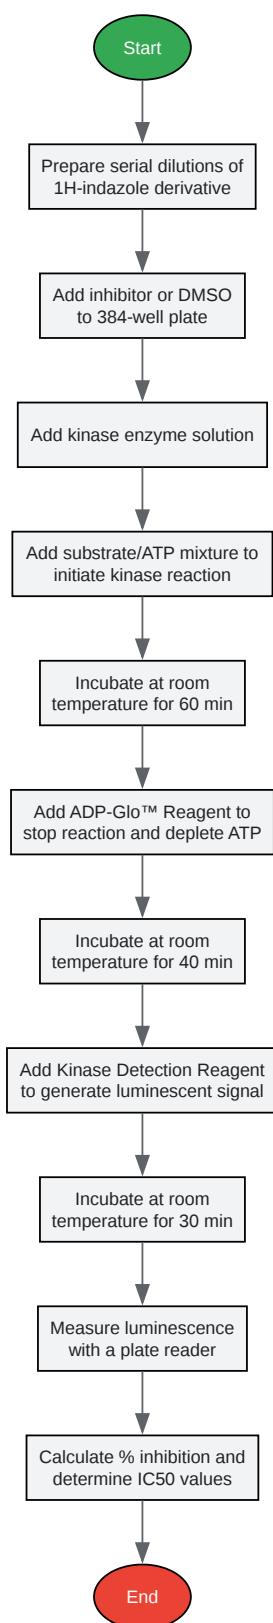 Start
Prepare serial dilutions of
1H-indazole derivative
Add inhibitor or DMSO
to 384-well plate
Add kinase enzyme solution
Add substrate/ATP mixture to
initiate kinase reaction
Incubate at room
temperature for 60 min
Add ADP-Glo™ Reagent to
stop reaction and deplete ATP
Incubate at room
temperature for 40 min
Add Kinase Detection Reagent
to generate luminescent signal
Incubate at room
temperature for 30 min
Measure luminescence
with a plate reader
Calculate % inhibition and
determine IC50 values
End